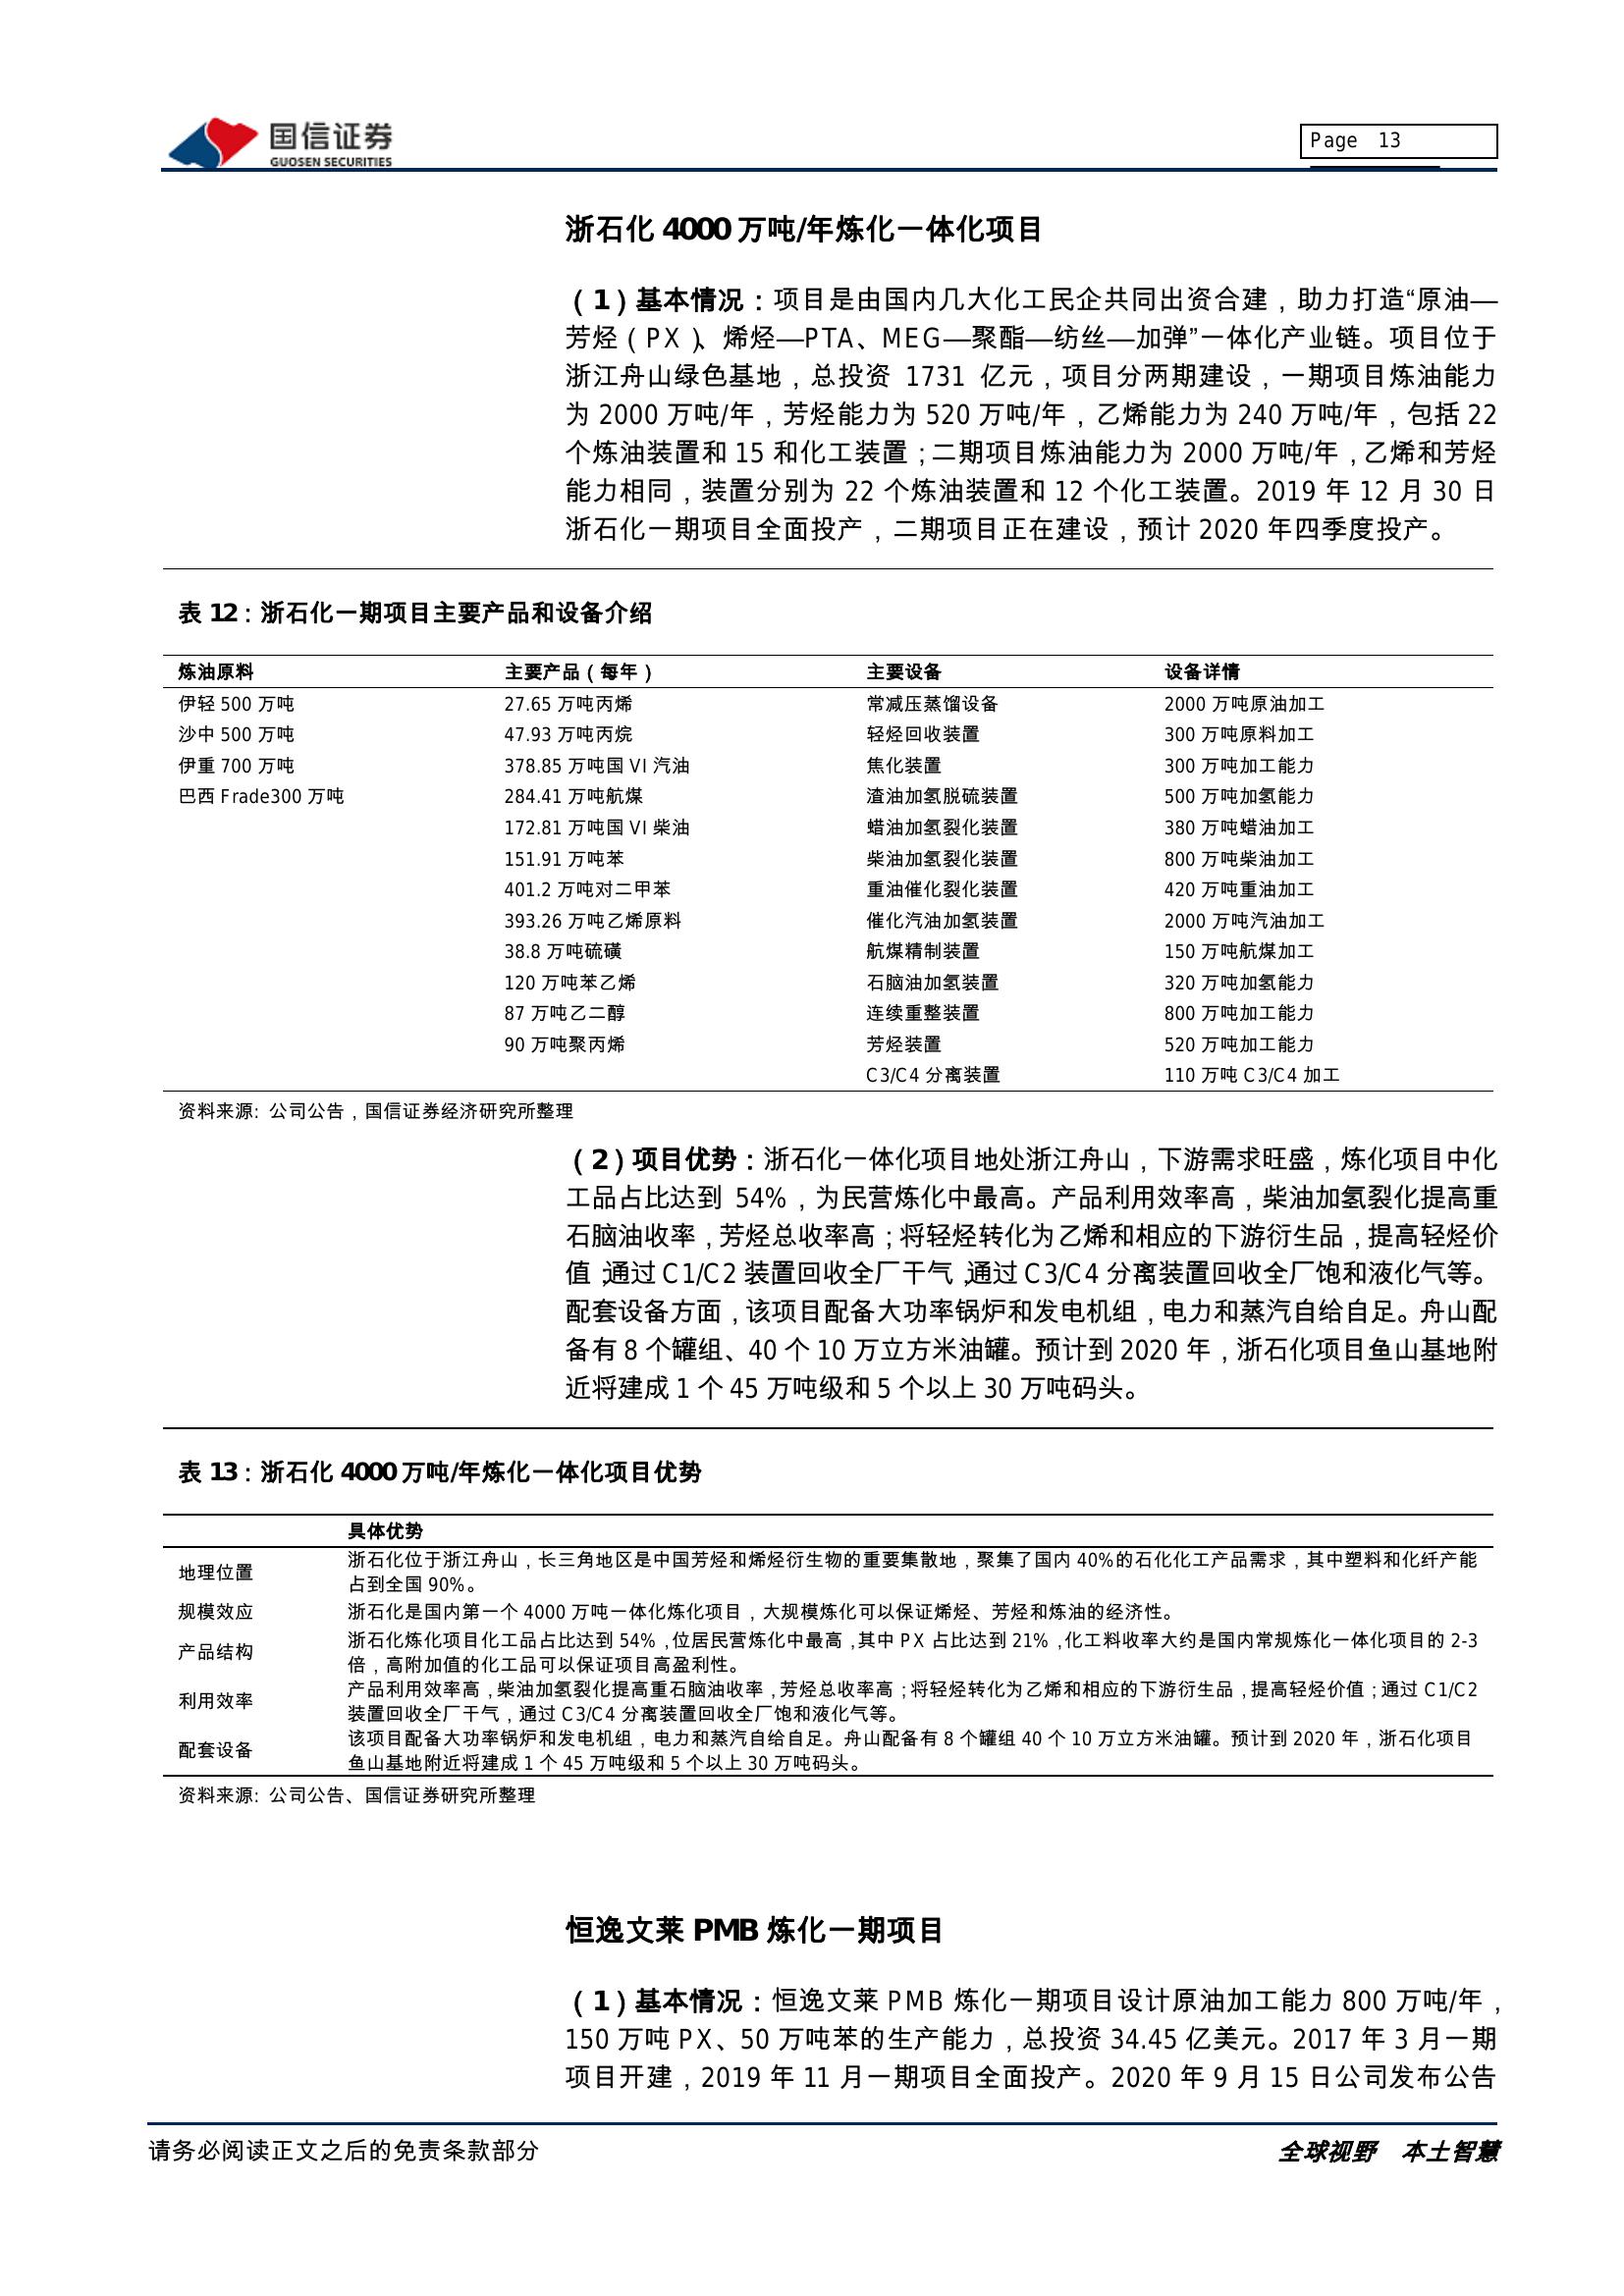 国信证券
GUOSEN SECURITIES
Page 13
浙石化 4000 万吨/年炼化一体化项目
（1）基本情况：项目是由国内几大化工民企共同出资合建，助力打造“原油—
芳烃（PX）、烯烃—PTA、MEG—聚酯—纺丝—加弹”一体化产业链。项目位于
浙江舟山绿色基地，总投资 1731 亿元，项目分两期建设，一期项目炼油能力
为 2000 万吨/年，芳烃能力为 520 万吨/年，乙烯能力为 240 万吨/年，包括 22
个炼油装置和 15 和化工装置；二期项目炼油能力为 2000 万吨/年，乙烯和芳烃
能力相同，装置分别为 22 个炼油装置和 12 个化工装置。2019 年 12 月 30 日
浙石化一期项目全面投产，二期项目正在建设，预计 2020 年四季度投产。
表 12：浙石化一期项目主要产品和设备介绍
炼油原料 主要产品（每年） 主要设备 设备详情
伊轻 500 万吨 27.65 万吨丙烯 常减压蒸馏设备 2000 万吨原油加工
沙中 500 万吨 47.93 万吨丙烷 轻烃回收装置 300 万吨原料加工
伊重 700 万吨 378.85 万吨国 VI 汽油 焦化装置 300 万吨加工能力
巴西 Frade300 万吨 284.41 万吨航煤 渣油加氢脱硫装置 500 万吨加氢能力
172.81 万吨国 VI 柴油 蜡油加氢裂化装置 380 万吨蜡油加工
151.91 万吨苯 柴油加氢裂化装置 800 万吨柴油加工
401.2 万吨对二甲苯 重油催化裂化装置 420 万吨重油加工
393.26 万吨乙烯原料 催化汽油加氢装置 2000 万吨汽油加工
38.8 万吨硫磺 航煤精制装置 150 万吨航煤加工
120 万吨苯乙烯 石脑油加氢装置 320 万吨加氢能力
87 万吨乙二醇 连续重整装置 800 万吨加工能力
90 万吨聚丙烯 芳烃装置 520 万吨加工能力
C3/C4 分离装置 110 万吨 C3/C4 加工
资料来源: 公司公告，国信证券经济研究所整理
（2）项目优势：浙石化一体化项目地处浙江舟山，下游需求旺盛，炼化项目中化
工品占比达到 54%，为民营炼化中最高。产品利用效率高，柴油加氢裂化提高重
石脑油收率，芳烃总收率高；将轻烃转化为乙烯和相应的下游衍生品，提高轻烃价
值；通过 C1/C2 装置回收全厂干气，通过 C3/C4 分离装置回收全厂饱和液化气等。
配套设备方面，该项目配备大功率锅炉和发电机组，电力和蒸汽自给自足。舟山配
备有 8 个罐组、40 个 10 万立方米油罐。预计到 2020 年，浙石化项目鱼山基地附
近将建成 1 个 45 万吨级和 5 个以上 30 万吨码头。
表 13：浙石化 4000 万吨/年炼化一体化项目优势
具体优势
地理位置 浙石化位于浙江舟山，长三角地区是中国芳烃和烯烃衍生物的重要集散地，聚集了国内 40%的石化化工产品需求，其中塑料和化纤产能
占到全国 90%。
规模效应 浙石化是国内第一个 4000 万吨一体化炼化项目，大规模炼化可以保证烯烃、芳烃和炼油的经济性。
产品结构 浙石化炼化项目化工品占比达到 54%，位居民营炼化中最高，其中 PX 占比达到 21%，化工料收率大约是国内常规炼化一体化项目的 2-3
倍，高附加值的化工品可以保证项目高盈利性。
利用效率 产品利用效率高，柴油加氢裂化提高重石脑油收率，芳烃总收率高；将轻烃转化为乙烯和相应的下游衍生品，提高轻烃价值；通过 C1/C2
装置回收全厂干气，通过 C3/C4 分离装置回收全厂饱和液化气等。
配套设备 该项目配备大功率锅炉和发电机组，电力和蒸汽自给自足。舟山配备有 8 个罐组 40 个 10 万立方米油罐。预计到 2020 年，浙石化项目
鱼山基地附近将建成 1 个 45 万吨级和 5 个以上 30 万吨码头。
资料来源: 公司公告、国信证券研究所整理
恒逸文莱 PMB 炼化一期项目
（1）基本情况：恒逸文莱 PMB 炼化一期项目设计原油加工能力 800 万吨/年，
150 万吨 PX、50 万吨苯的生产能力，总投资 34.45 亿美元。2017 年 3 月一期
项目开建，2019 年 11 月一期项目全面投产。2020 年 9 月 15 日公司发布公告
请务必阅读正文之后的免责条款部分
全球视野 本土智慧